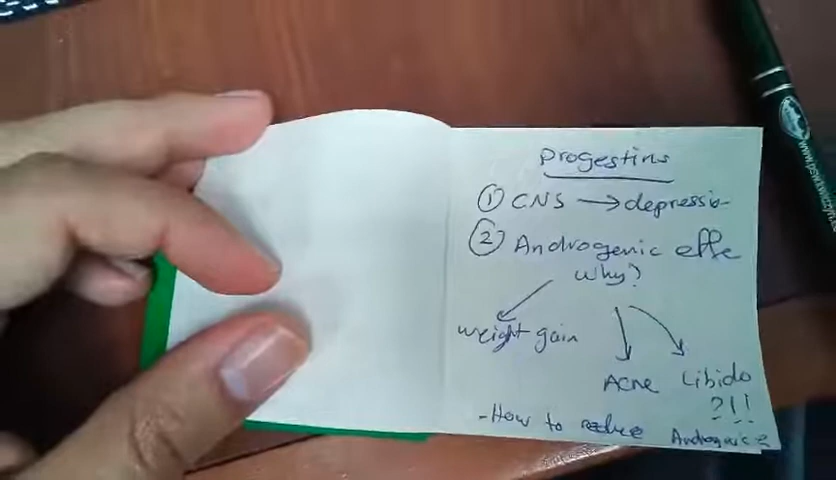 Progestins
① CNS → depressio-
② Androgenic effe
why?
weight gain
Acne Libido
?!!
- How to reduce Androgenic?